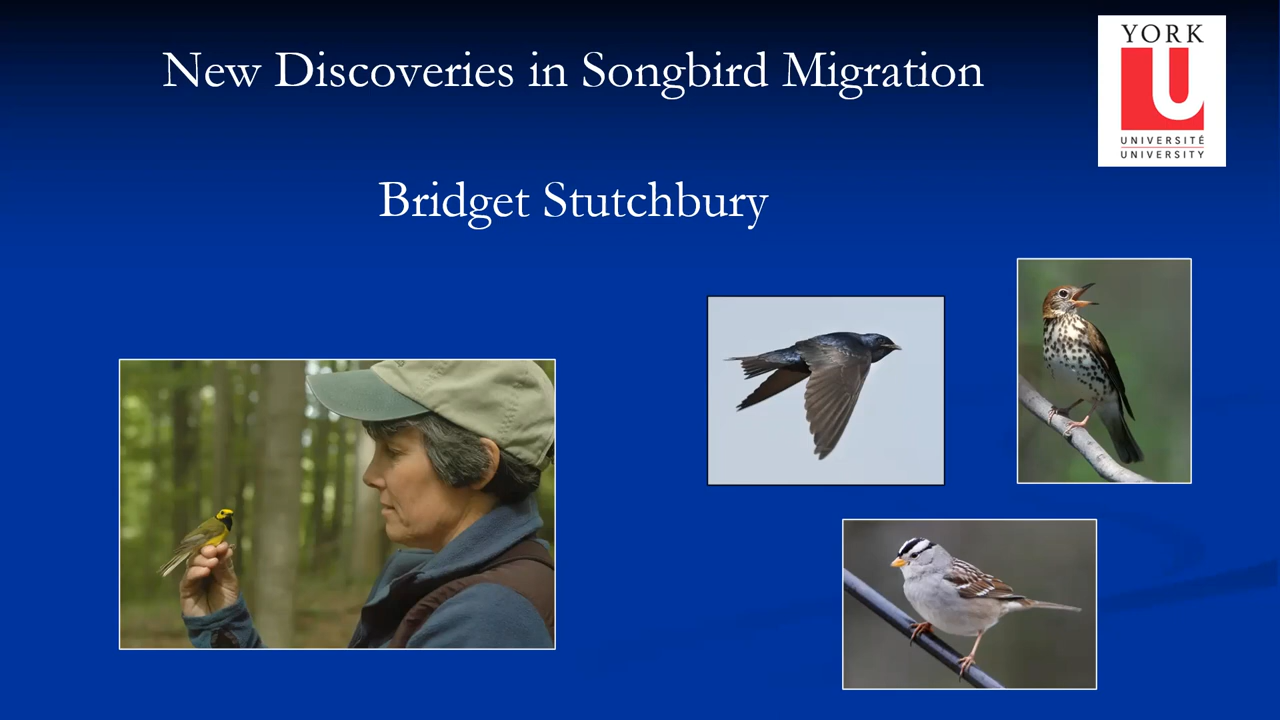 New Discoveries in Songbird Migration
YORK
U
UNIVERSITÉ
UNIVERSITY
Bridget Stutchbury